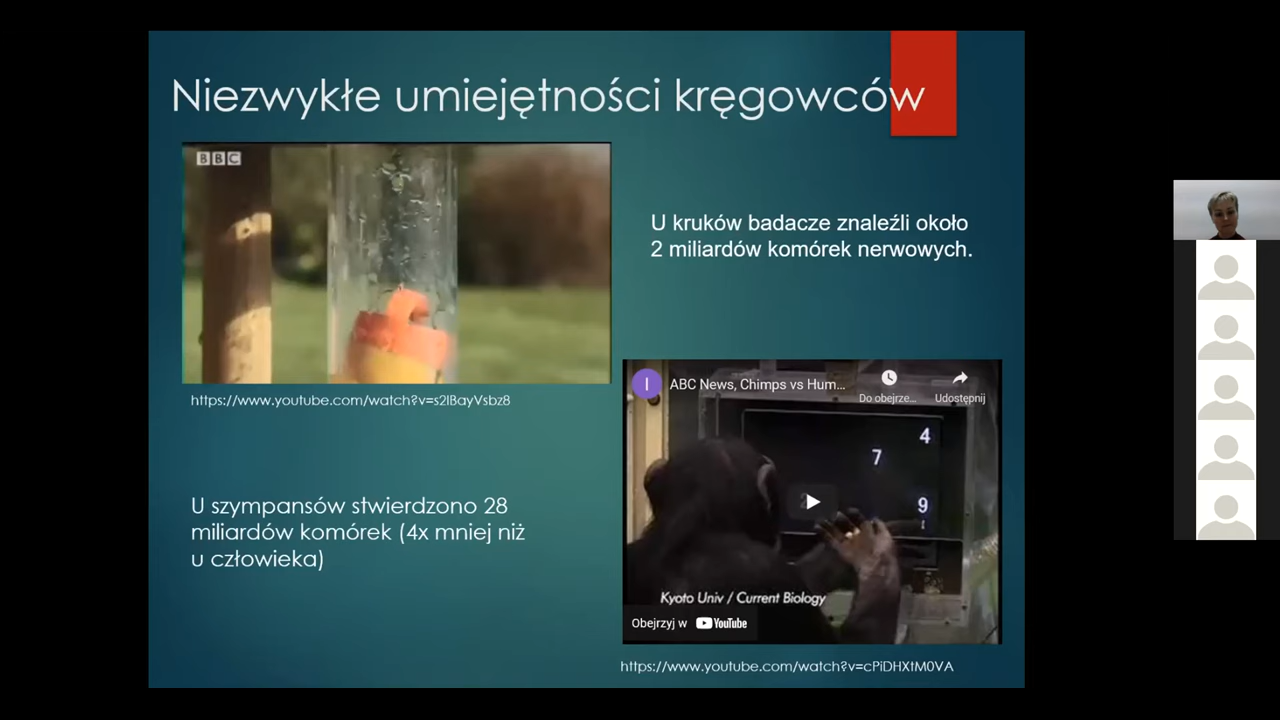 Niezwykłe umiejętności kręgowców
BBC
U kruków badacze znaleźli około
2 miliardów komórek nerwowych.
https://www.youtube.com/watch?v=s2IBayVsbz8
ABC News, Chimps vs Hum...
Do obejrze...
Udostępnij
4
7
9
U szympansów stwierdzono 28
miliardów komórek (4x mniej niż
u człowieka)
Kyoto Univ / Current Biology
Obejrzyj w YouTube
https://www.youtube.com/watch?v=cPiDHXtM0VA